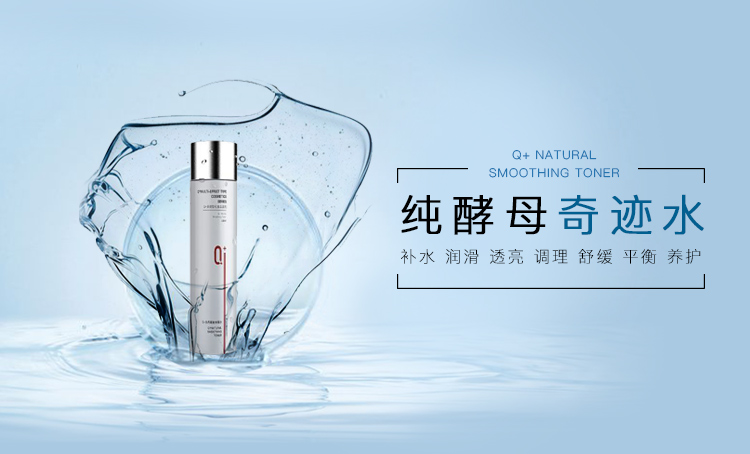 Q+ NATURAL
SMOOTHING TONER
纯酵母奇迹水
补水 润滑 透亮 调理 舒缓 平衡 养护
Q+